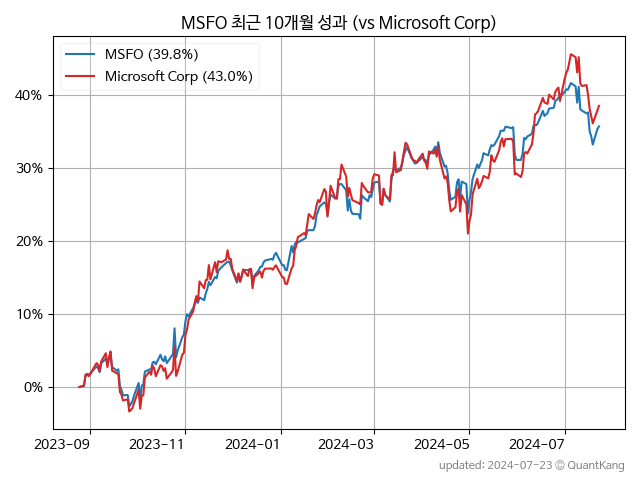 MSFO 최근 10개월 성과 (vs Microsoft Corp)
MSFO (39.8%)
Microsoft Corp (43.0%)
40%
30%
20%
10%
0%
2023-09 2023-11 2024-01 2024-03 2024-05 2024-07
updated: 2024-07-23 © QuantKang